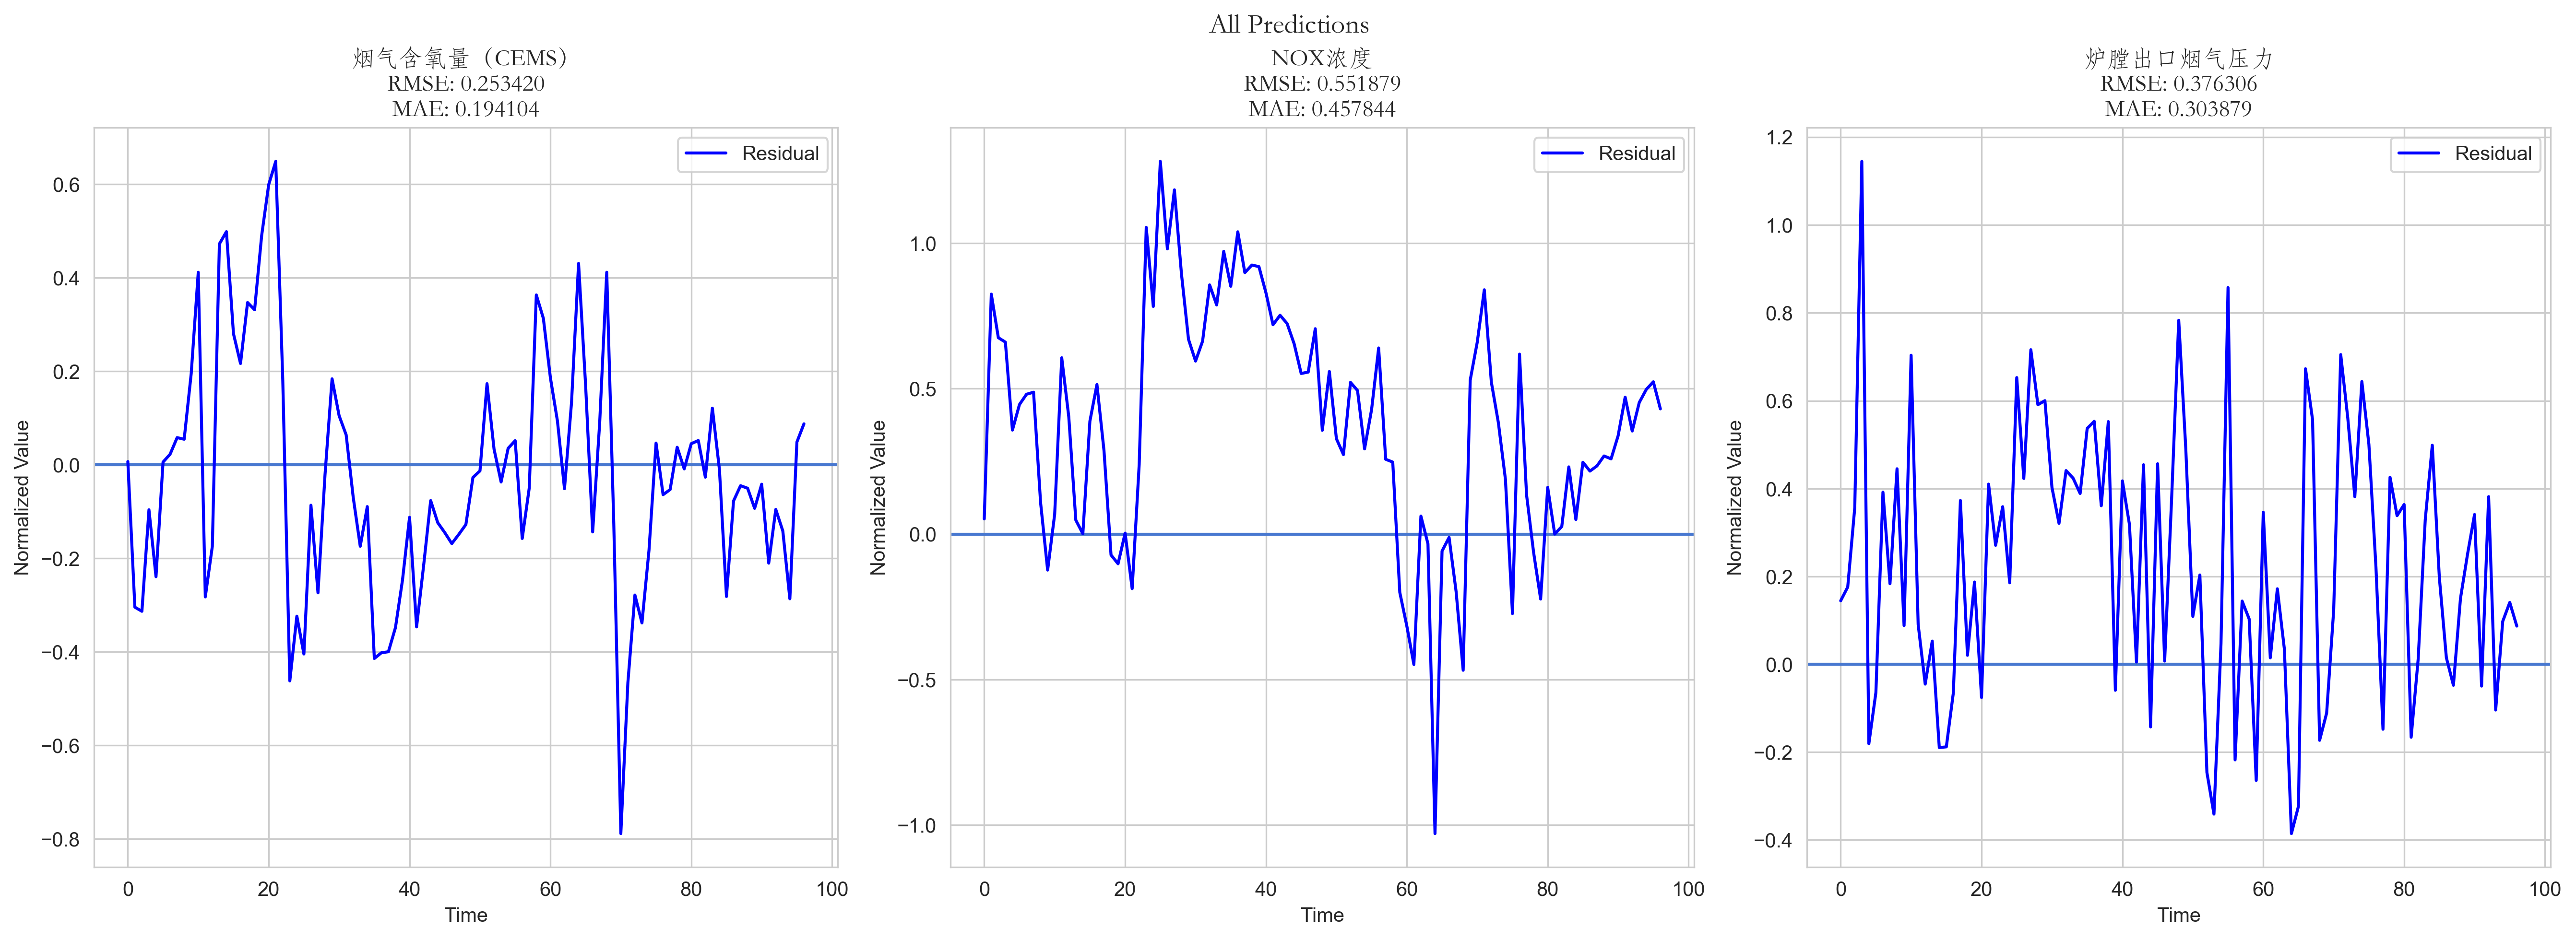 All Predictions
烟气含氧量（CEMS）
RMSE: 0.253420
MAE: 0.194104
Residual
0.6
0.4
0.2
0.0
−0.2
−0.4
−0.6
−0.8
Normalized Value
0 20 40 60 80 100
Time
NOX浓度
RMSE: 0.551879
MAE: 0.457844
Residual
1.0
0.5
0.0
−0.5
−1.0
Normalized Value
0 20 40 60 80 100
Time
炉膛出口烟气压力
RMSE: 0.376306
MAE: 0.303879
Residual
1.2
1.0
0.8
0.6
0.4
0.2
0.0
−0.2
−0.4
Normalized Value
0 20 40 60 80 100
Time